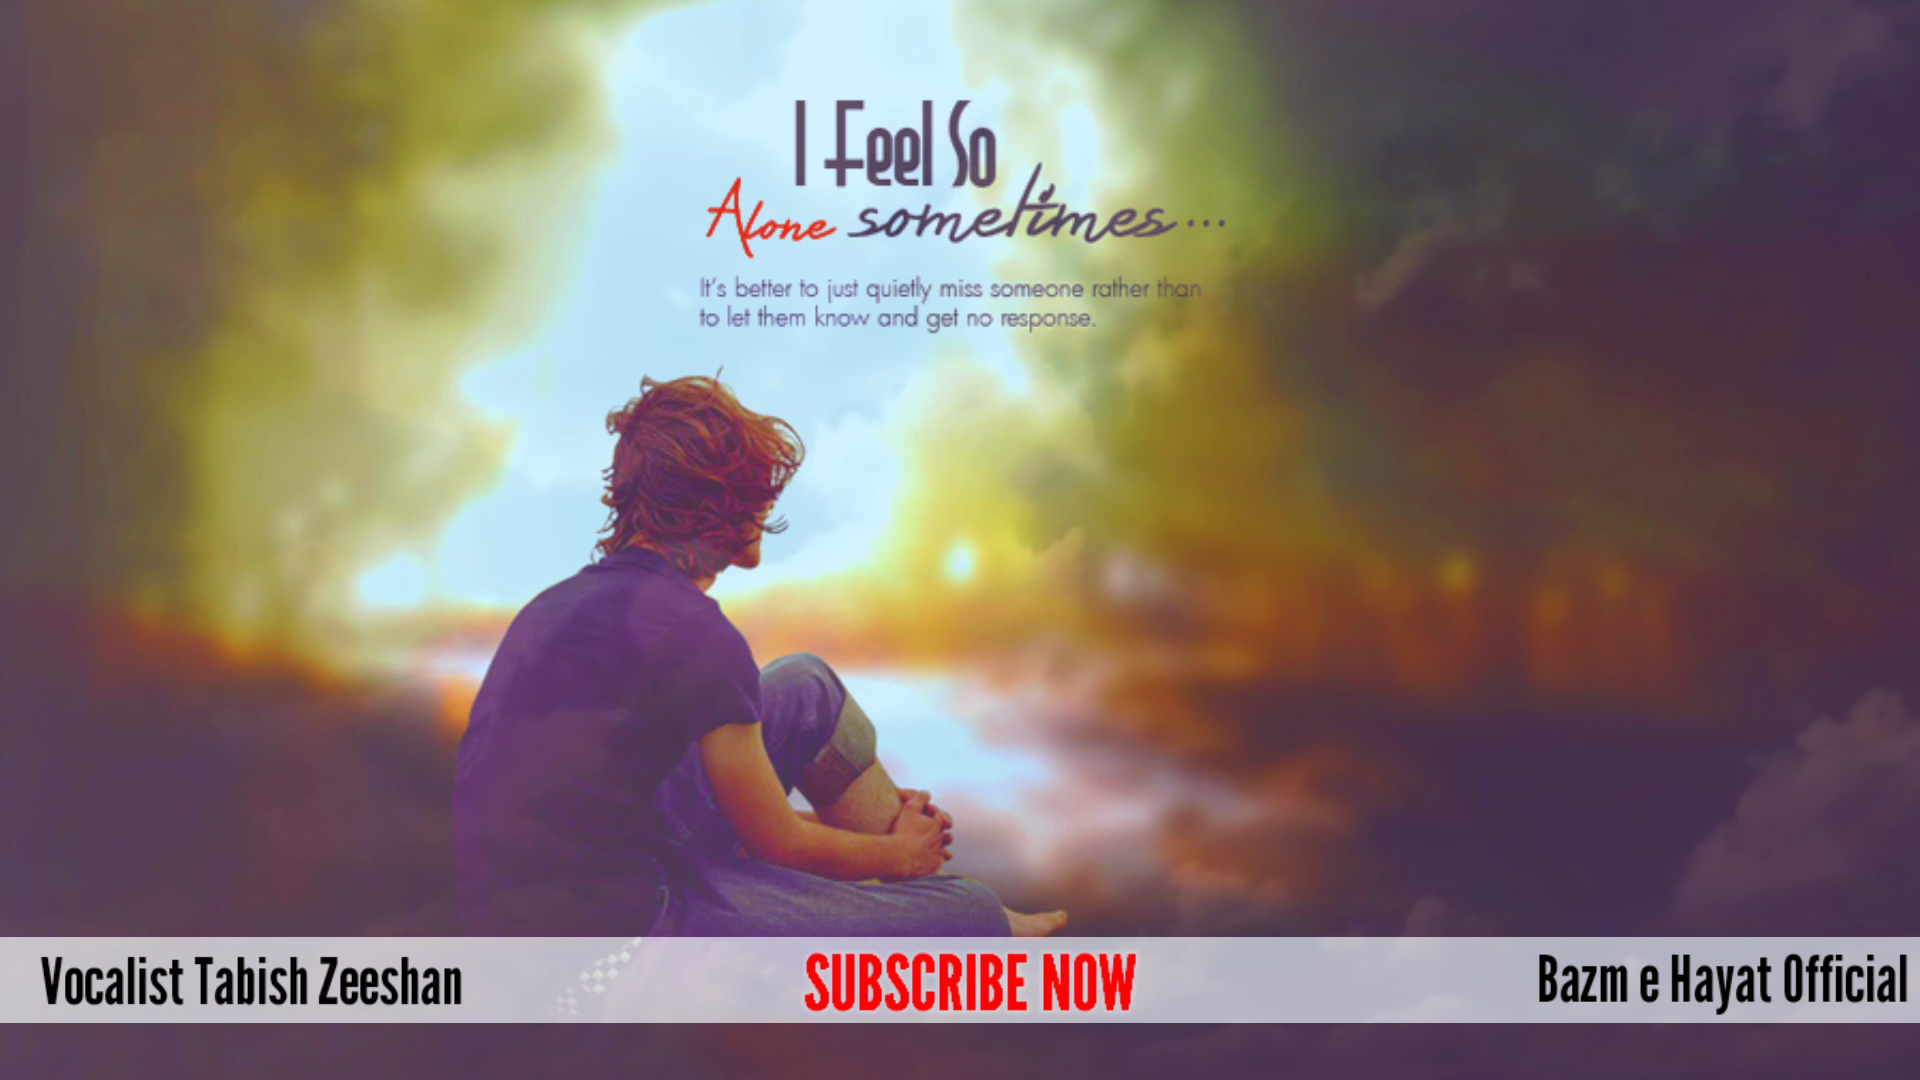 I Feel So
Alone sometimes...
It's better to just quietly miss someone rather than
to let them know and get no response.
Vocalist Tabish Zeeshan
SUBSCRIBE NOW
Bazm e Hayat Official